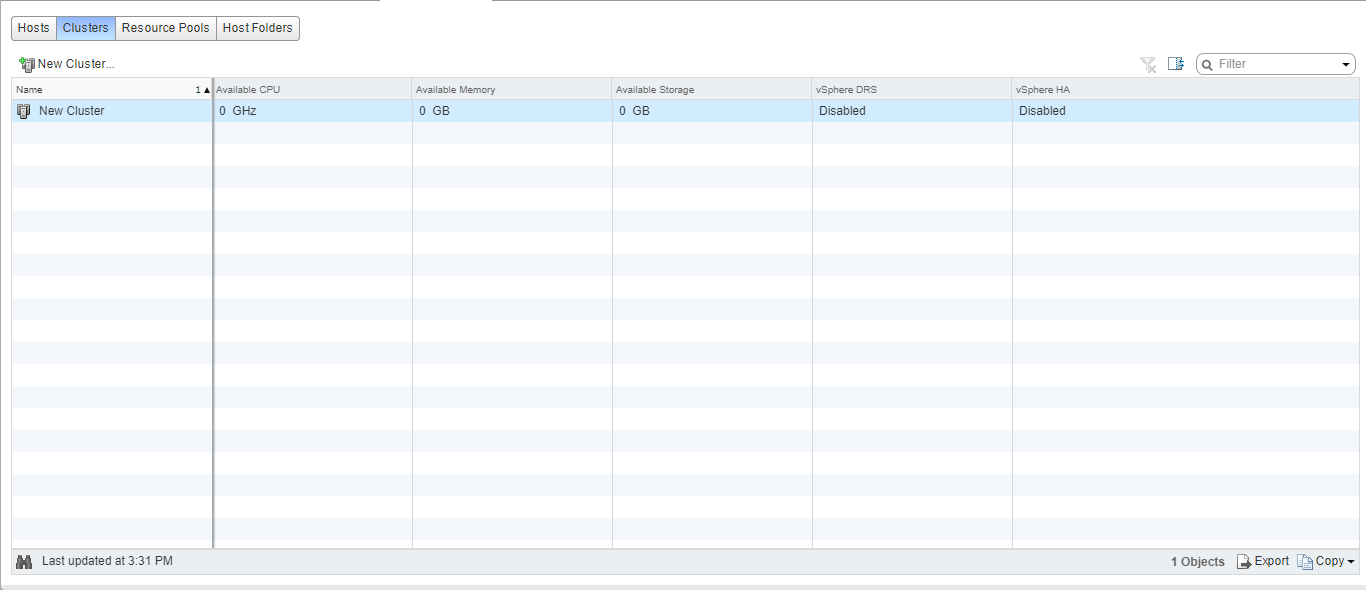 Hosts Clusters Resource Pools Host Folders
New Cluster... Filter
Name 1 ▲ Available CPU Available Memory Available Storage vSphere DRS vSphere HA
New Cluster 0 GHz 0 GB 0 GB Disabled Disabled
Last updated at 3:31 PM 1 Objects Export Copy